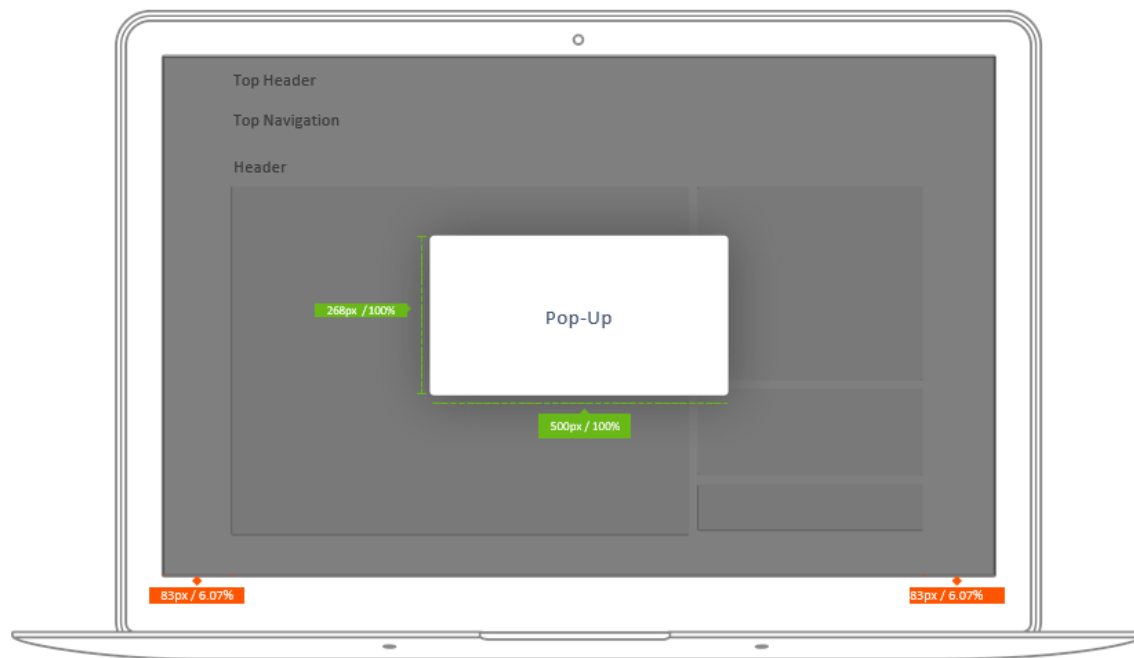 Top Header
Top Navigation
Header
268px / 100%
Pop-Up
500px / 100%
83px / 6.07%
83px / 6.07%